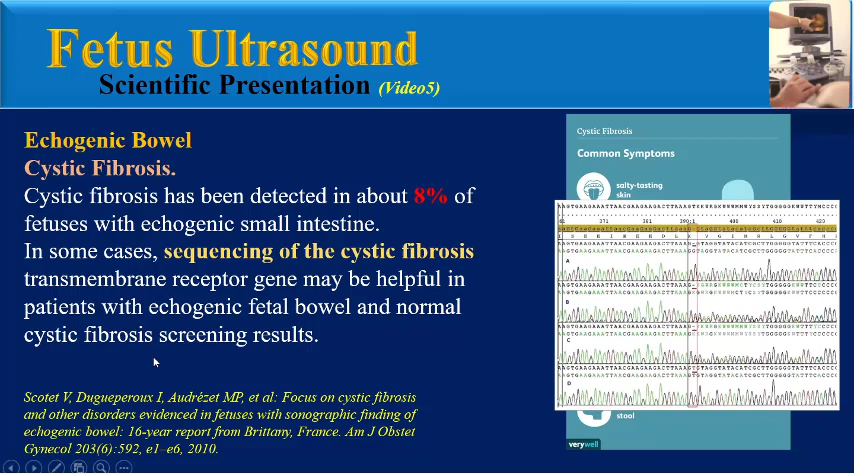 Fetus Ultrasound
Scientific Presentation (Video5)
Echogenic Bowel
Cystic Fibrosis.
Cystic fibrosis has been detected in about 8% of
fetuses with echogenic small intestine.
In some cases, sequencing of the cystic fibrosis
transmembrane receptor gene may be helpful in
patients with echogenic fetal bowel and normal
cystic fibrosis screening results.
Scotet V, Dugueperoux I, Audrézet MP, et al: Focus on cystic fibrosis
and other disorders evidenced in fetuses with sonographic finding of
echogenic bowel: 16-year report from Brittany, France. Am J Obstet
Gynecol 203(6):592, e1–e6, 2010.
Cystic Fibrosis
Common Symptoms
salty-tasting
skin
A
B
C
D
stool
verywell